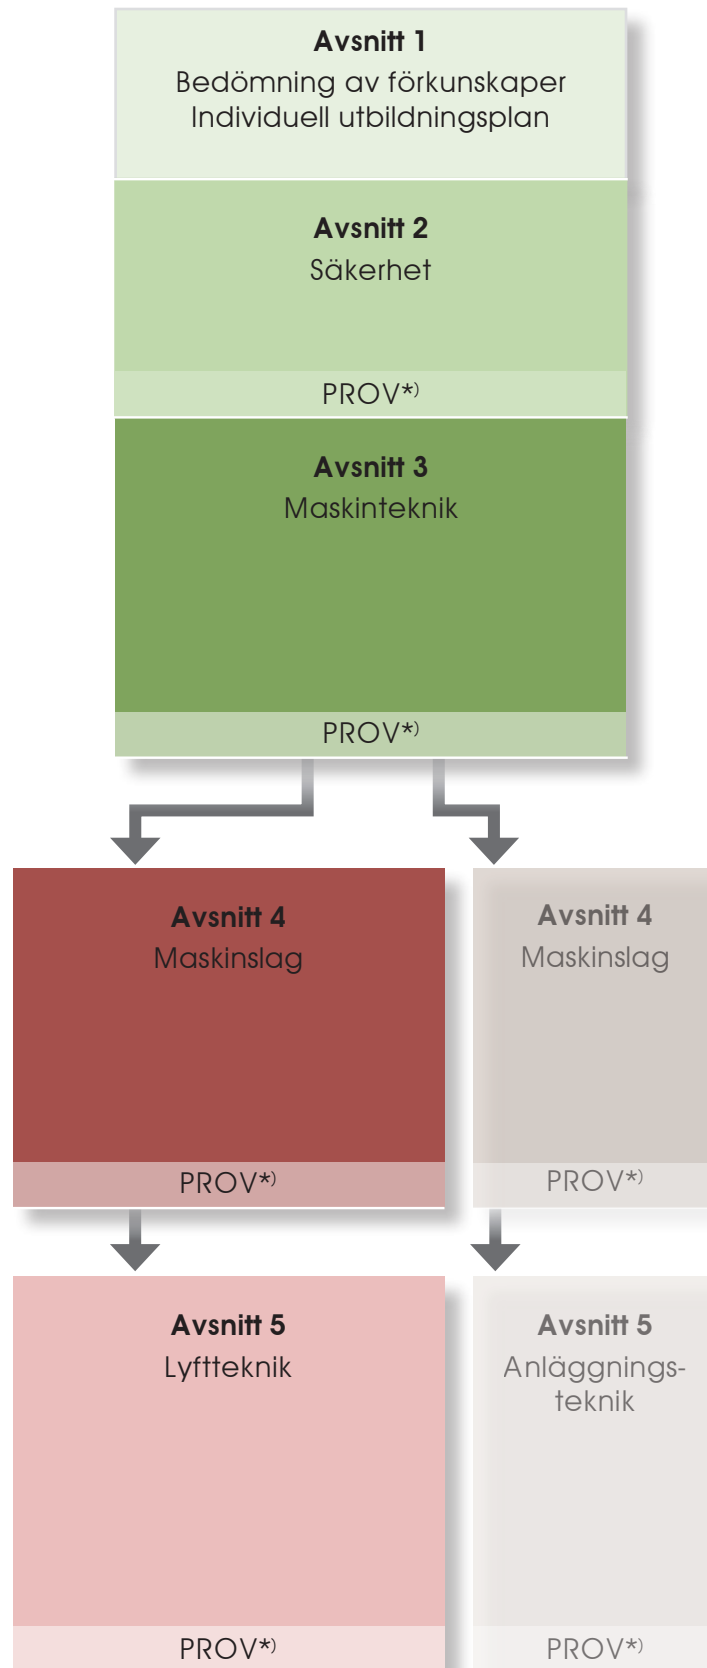 Avsnitt 1
Bedömning av förkunskaper
Individuell utbildningsplan
Avsnitt 2
Säkerhet
PROV*)
Avsnitt 3
Maskinteknik
PROV*)
Avsnitt 4
Maskinslag
PROV*)
Avsnitt 4
Maskinslag
PROV*)
Avsnitt 5
Lyftteknik
PROV*)
Avsnitt 5
Anläggnings-
teknik
PROV*)